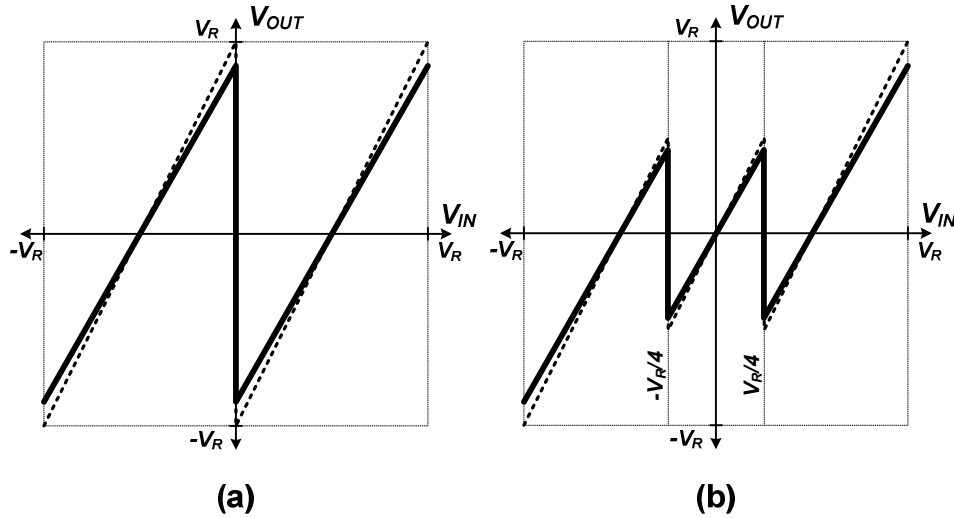 V_R V_OUT
V_IN
-V_R V_R
-V_R
(a)
V_R V_OUT
V_IN
-V_R V_R
-V_R/4 V_R/4
-V_R
(b)